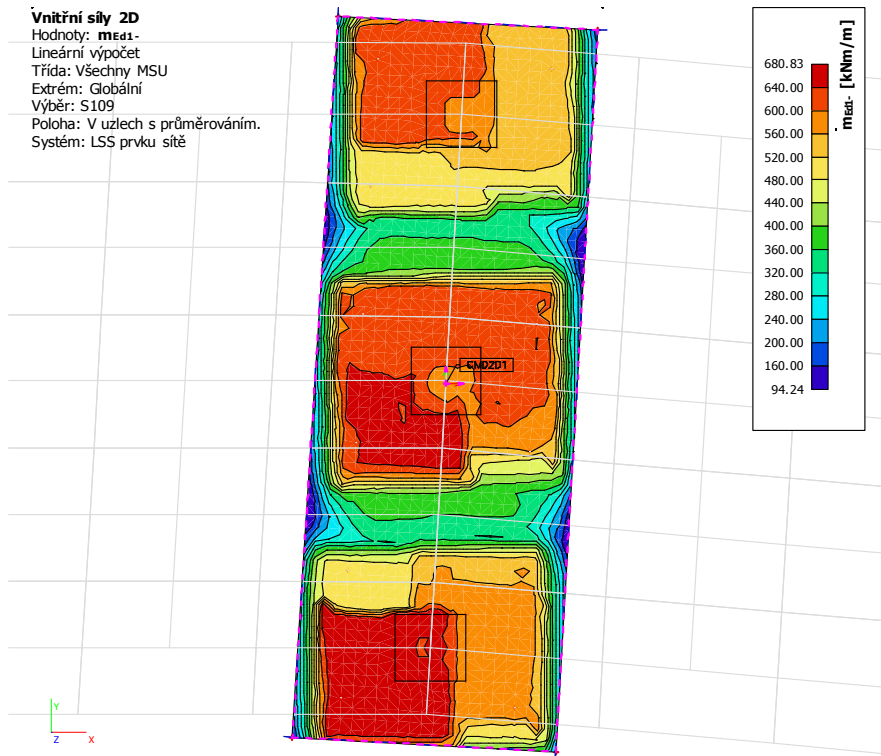 Vnitřní síly 2D
Hodnoty: mEd1-
Lineární výpočet
Třída: Všechny MSU
Extrém: Globální
Výběr: S109
Poloha: V uzlech s průměrováním.
Systém: LSS prvku sítě
mEd1- [kNm/m]
680.83
640.00
600.00
560.00
520.00
480.00
440.00
400.00
360.00
320.00
280.00
240.00
200.00
160.00
94.24
Y
Z
X